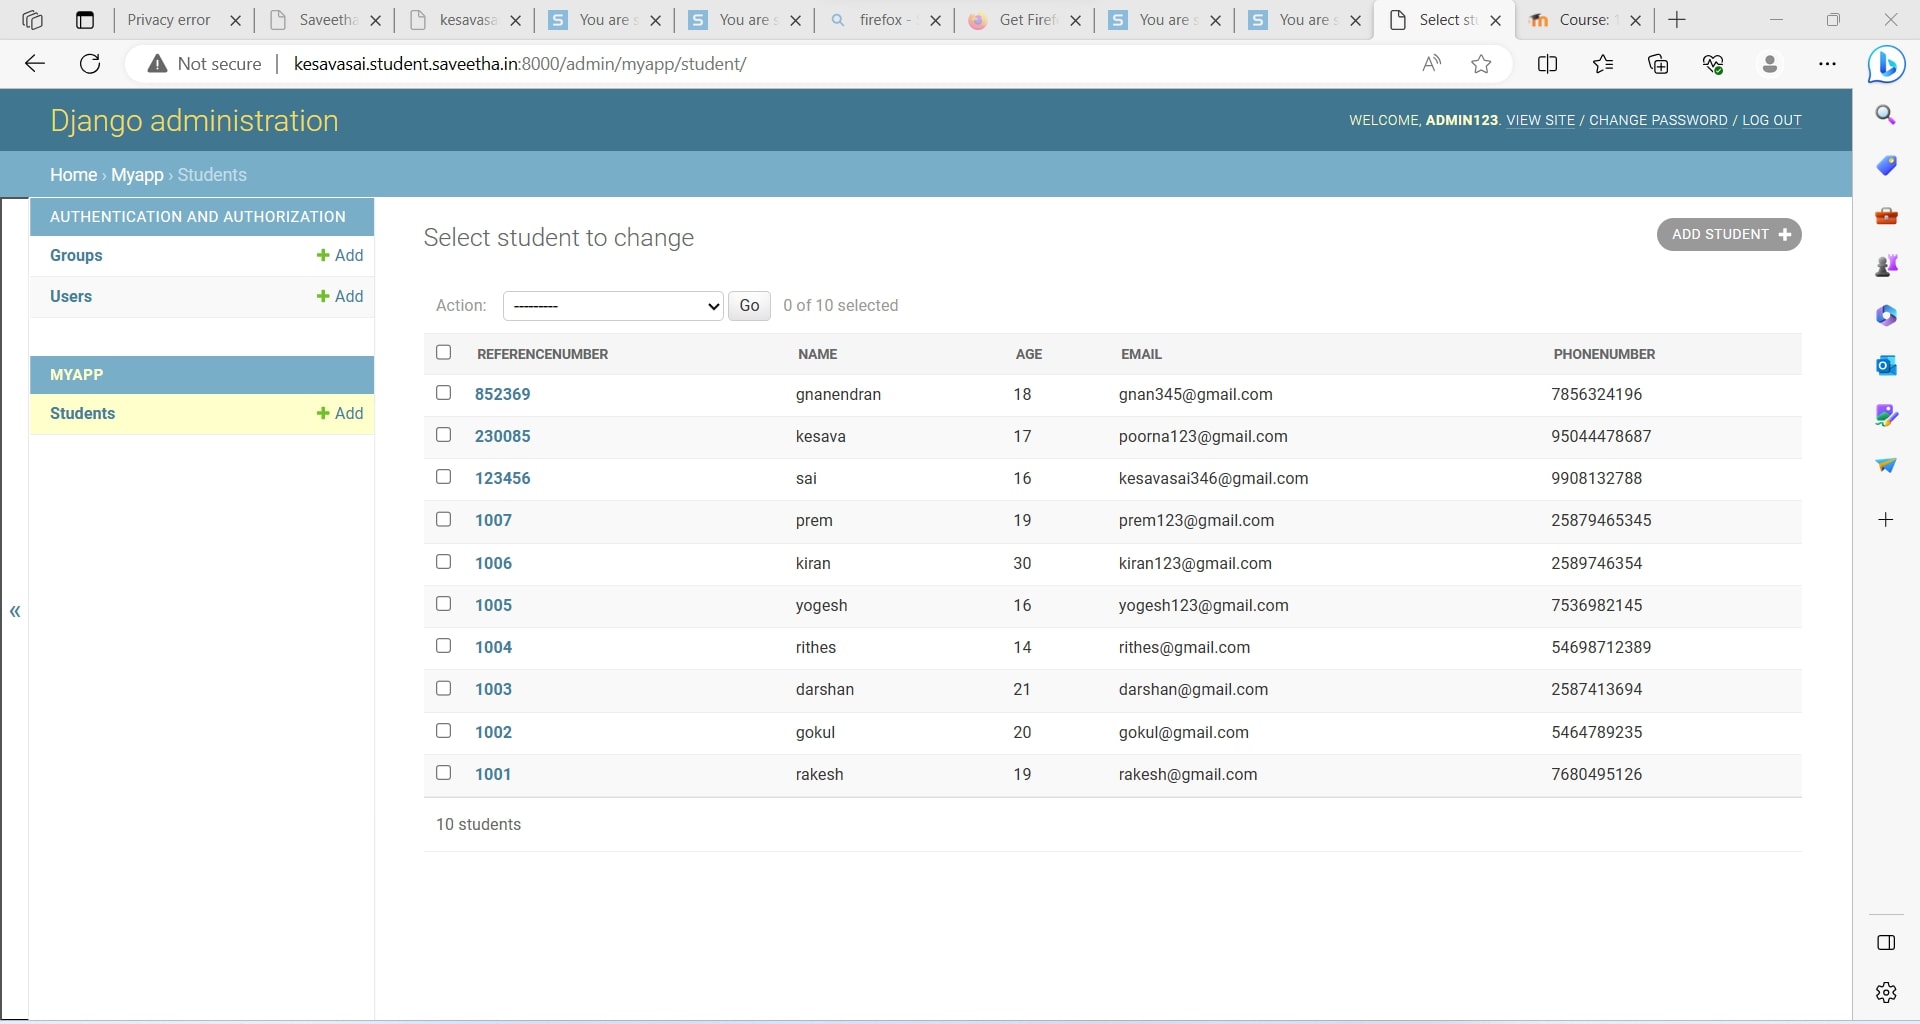 Privacy error
Saveetha
kesavasa
You are s
You are s
firefox -
Get Firef
You are s
You are s
Select stu
Course: 1
Not secure
kesavasai.student.saveetha.in:8000/admin/myapp/student/
Django administration
WELCOME, ADMIN123. VIEW SITE / CHANGE PASSWORD / LOG OUT
Home › Myapp › Students
AUTHENTICATION AND AUTHORIZATION
Groups + Add
Users + Add
MYAPP
Students + Add
«
Select student to change
ADD STUDENT +
Action: --------- Go 0 of 10 selected
REFERENCENUMBER NAME AGE EMAIL PHONENUMBER
852369 gnanendran 18 gnan345@gmail.com 7856324196
230085 kesava 17 poorna123@gmail.com 95044478687
123456 sai 16 kesavasai346@gmail.com 9908132788
1007 prem 19 prem123@gmail.com 25879465345
1006 kiran 30 kiran123@gmail.com 2589746354
1005 yogesh 16 yogesh123@gmail.com 7536982145
1004 rithes 14 rithes@gmail.com 54698712389
1003 darshan 21 darshan@gmail.com 2587413694
1002 gokul 20 gokul@gmail.com 5464789235
1001 rakesh 19 rakesh@gmail.com 7680495126
10 students